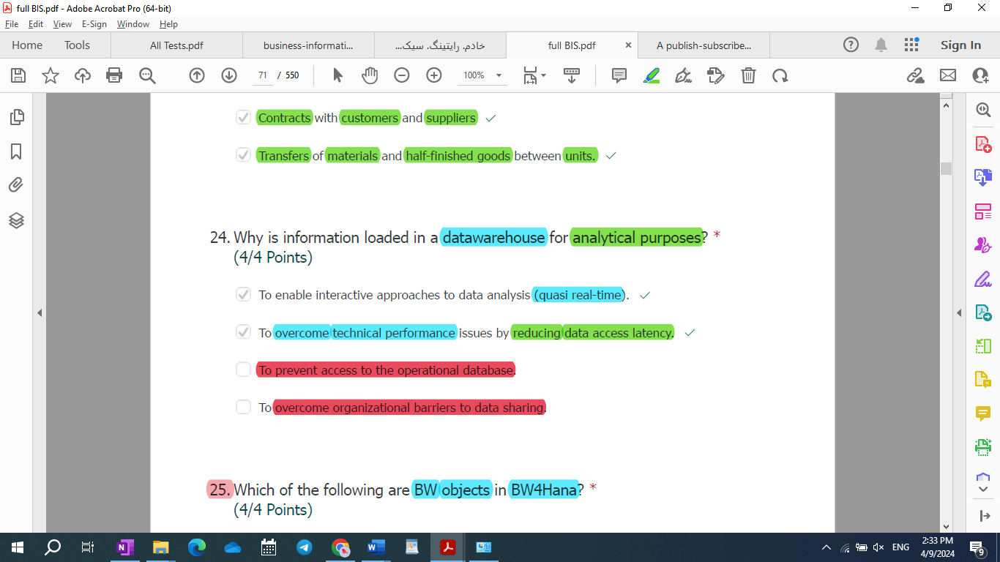 full BIS.pdf - Adobe Acrobat Pro (64-bit)
File Edit View E-Sign Window Help
Home Tools All Tests.pdf business-informati... خادم. رایتینگ. سیک... full BIS.pdf × A publish-subscribe... Sign In
71 / 550 100%
Contracts with customers and suppliers
Transfers of materials and half-finished goods between units.
24. Why is information loaded in a datawarehouse for analytical purposes? *
(4/4 Points)
To enable interactive approaches to data analysis (quasi real-time).
To overcome technical performance issues by reducing data access latency.
To prevent access to the operational database.
To overcome organizational barriers to data sharing.
25. Which of the following are BW objects in BW4Hana? *
(4/4 Points)
2:33 PM
ENG
4/9/2024
9